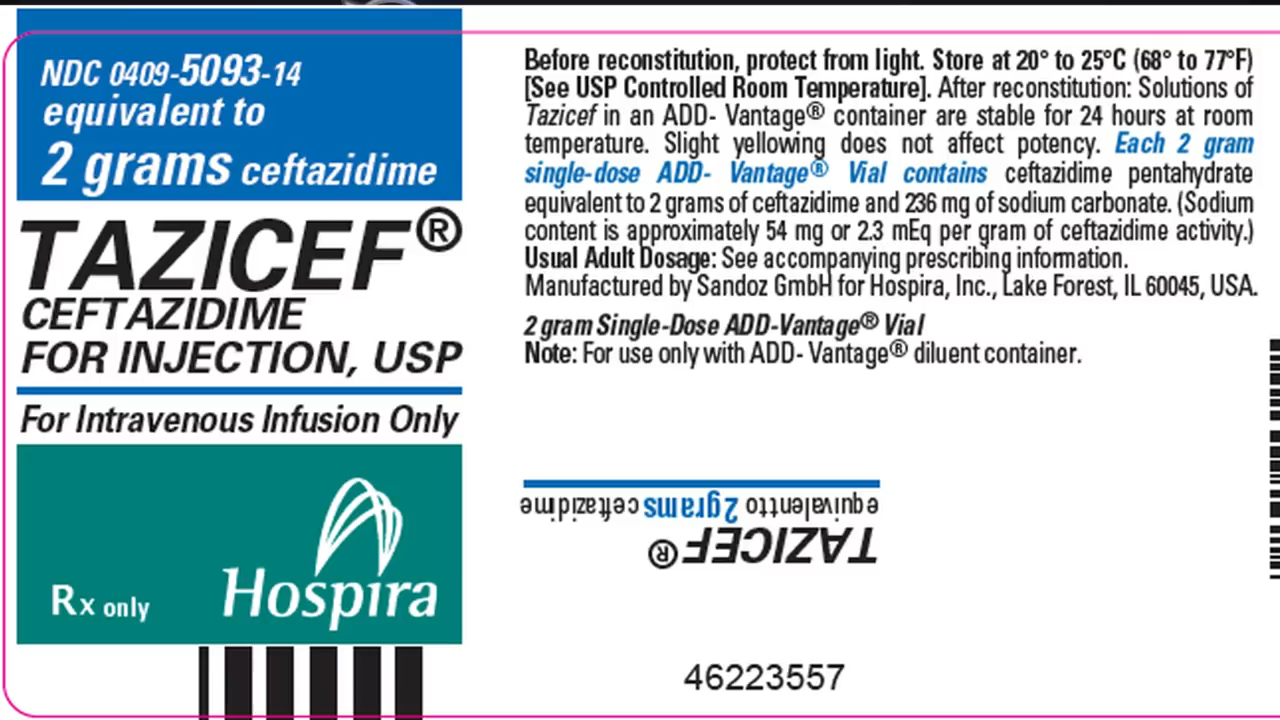 NDC 0409-5093-14
equivalent to
2 grams ceftazidime
TAZICEF®
CEFTAZIDIME
FOR INJECTION, USP
For Intravenous Infusion Only
Rx only
Hospira
Before reconstitution, protect from light. Store at 20° to 25°C (68° to 77°F)
[See USP Controlled Room Temperature]. After reconstitution: Solutions of
Tazicef in an ADD- Vantage® container are stable for 24 hours at room
temperature. Slight yellowing does not affect potency. Each 2 gram
single-dose ADD- Vantage® Vial contains ceftazidime pentahydrate
equivalent to 2 grams of ceftazidime and 236 mg of sodium carbonate. (Sodium
content is approximately 54 mg or 2.3 mEq per gram of ceftazidime activity.)
Usual Adult Dosage: See accompanying prescribing information.
Manufactured by Sandoz GmbH for Hospira, Inc., Lake Forest, IL 60045, USA.
2 gram Single-Dose ADD-Vantage® Vial
Note: For use only with ADD- Vantage® diluent container.
TAZICEF®
equivalentto 2grams ceftazidime
46223557